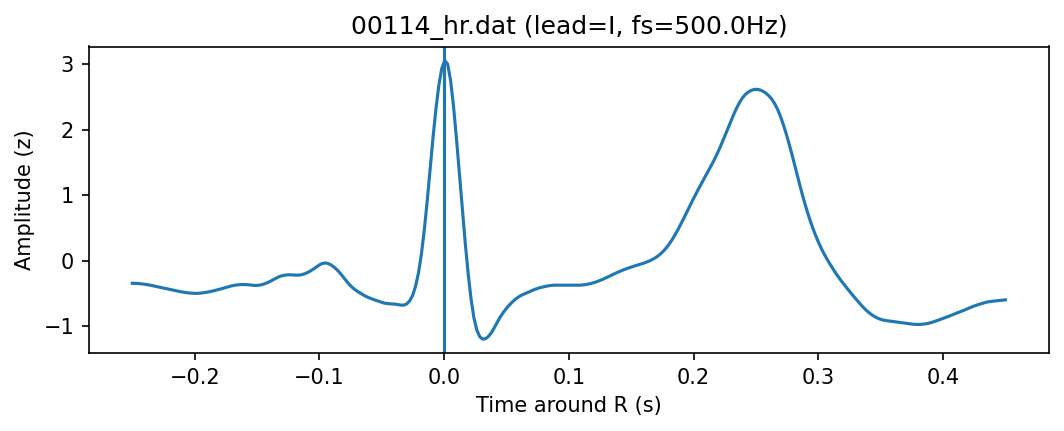 00114_hr.dat (lead=I, fs=500.0Hz)
3
2
1
0
−1
Amplitude (z)
−0.2 −0.1 0.0 0.1 0.2 0.3 0.4
Time around R (s)